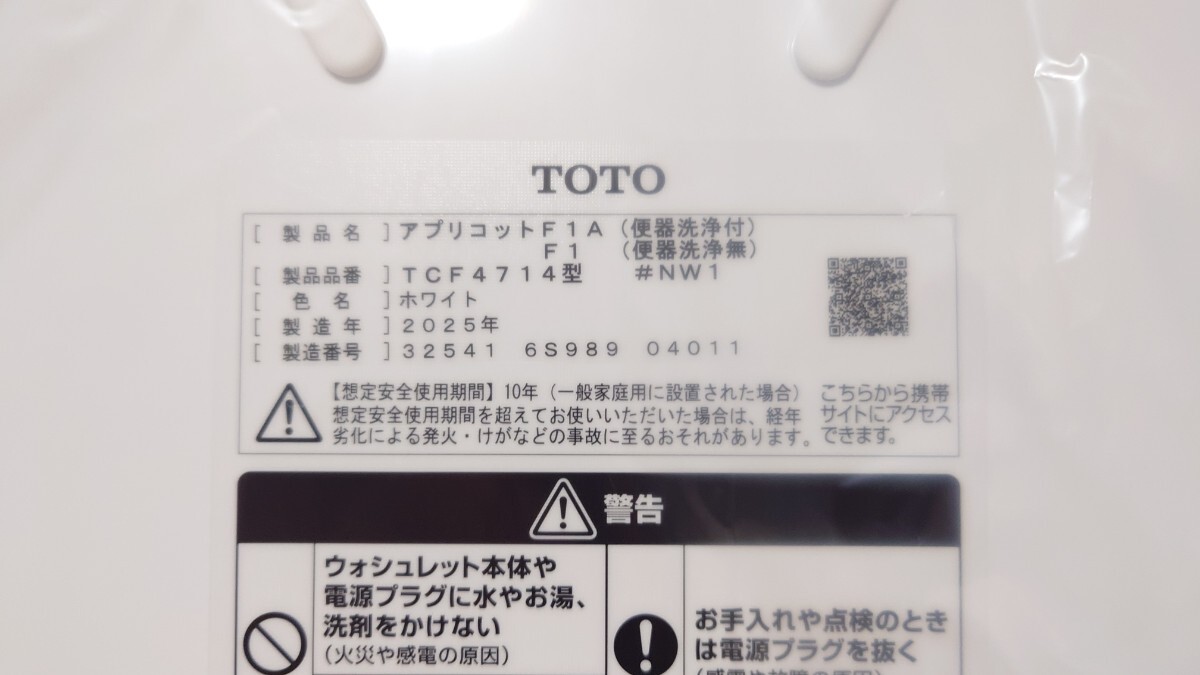 TOTO
[ 製品名 ] アプリコットF1A（便器洗浄付）
F1 （便器洗浄無）
[ 製品品番 ] TCF4714型 #NW1
[ 色名 ] ホワイト
[ 製造年 ] 2025年
[ 製造番号 ] 32541 6S989 04011
【想定安全使用期間】10年（一般家庭用に設置された場合）
想定安全使用期間を超えてお使いいただいた場合は、経年
劣化による発火・けがなどの事故に至るおそれがあります。
こちらから携帯
サイトにアクセス
できます。
警告
ウォシュレット本体や
電源プラグに水やお湯、
洗剤をかけない
（火災や感電の原因）
お手入れや点検のとき
は電源プラグを抜く
（感電や故障の原因）